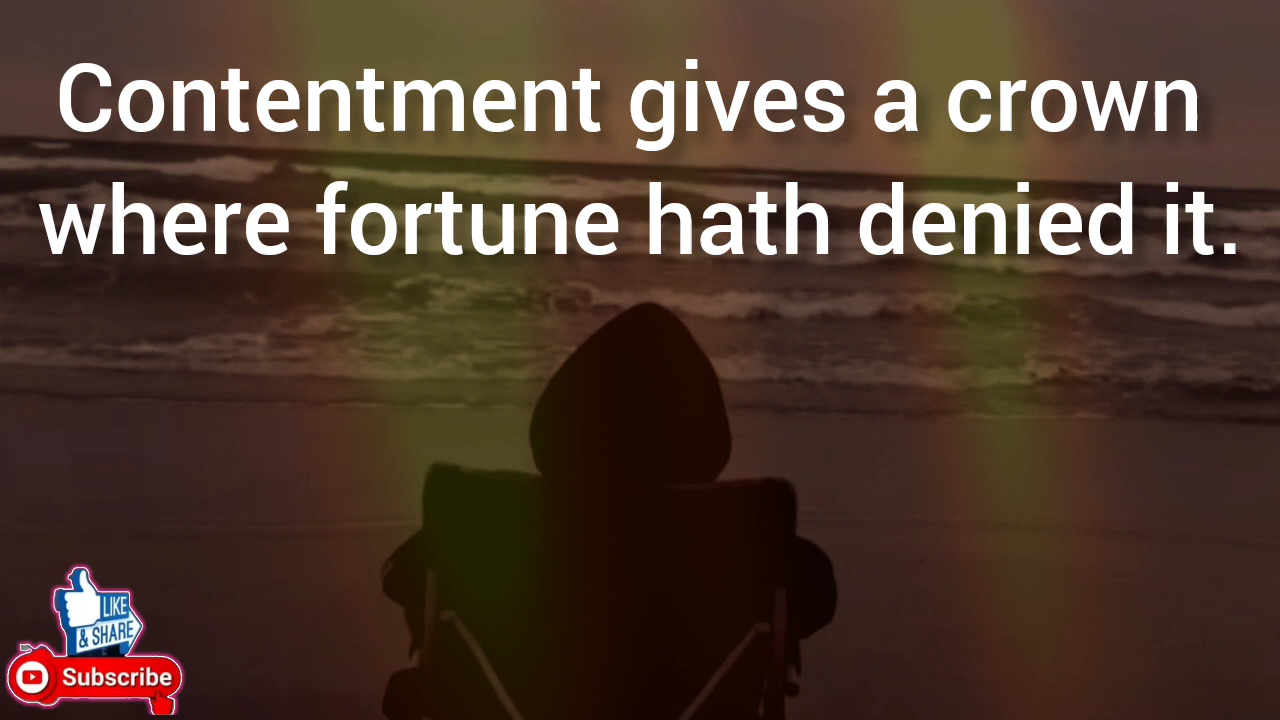 Contentment gives a crown
where fortune hath denied it.
LIKE
& SHARE
Subscribe